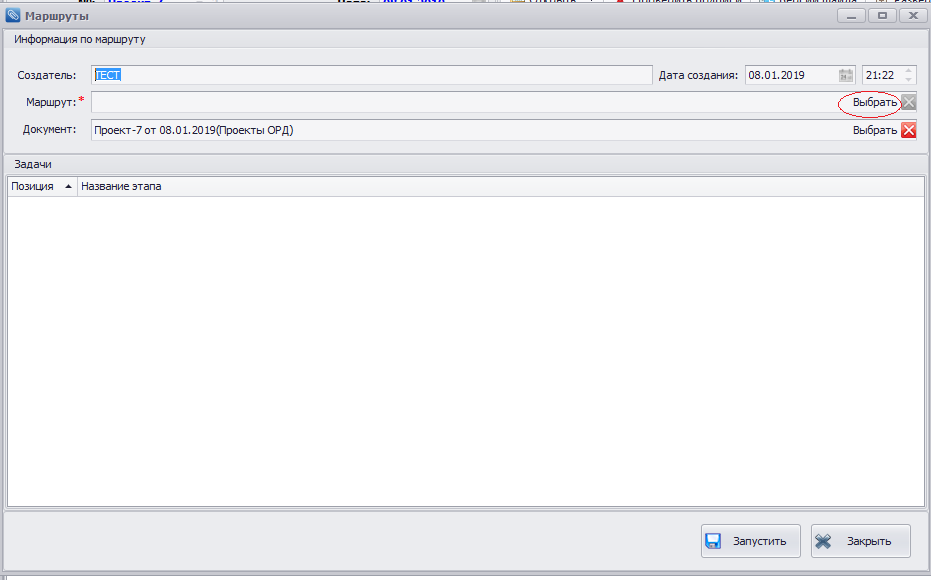 Маршруты
Информация по маршруту
Создатель: ТЕСТ Дата создания: 08.01.2019 21:22
Маршрут:* Выбрать
Документ: Проект-7 от 08.01.2019(Проекты ОРД) Выбрать
Задачи
Позиция Название этапа
Запустить Закрыть